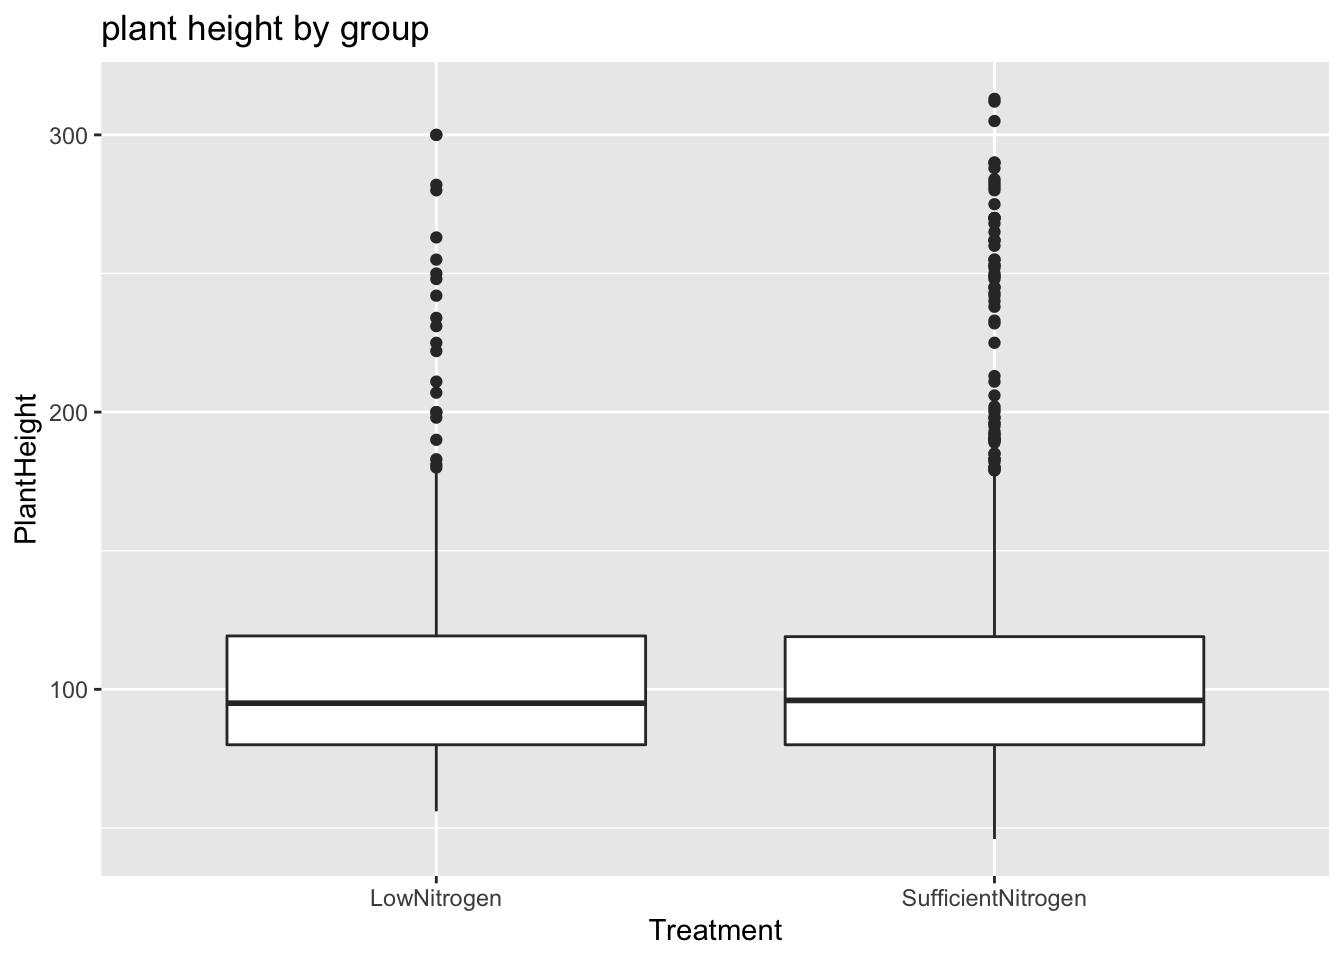 plant height by group
300
200
100
PlantHeight
LowNitrogen
SufficientNitrogen
Treatment